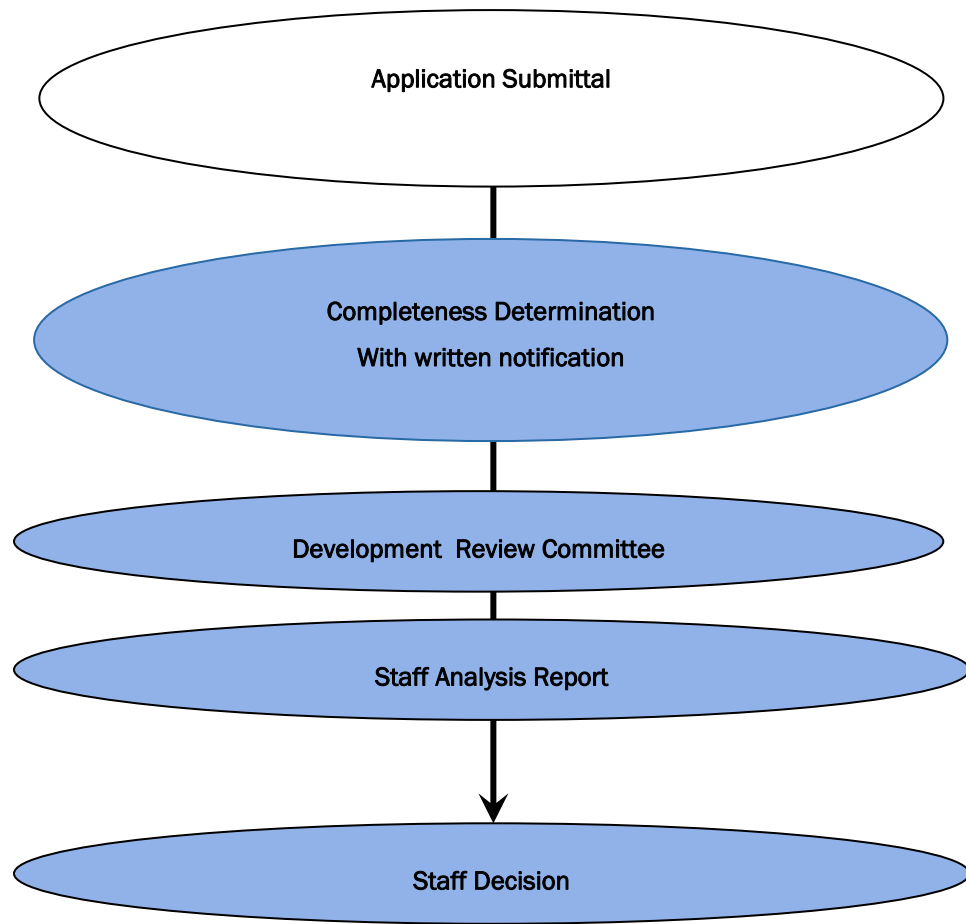 Application Submittal
Completeness Determination
With written notification
Development  Review Committee
Staff Analysis Report
Staff Decision